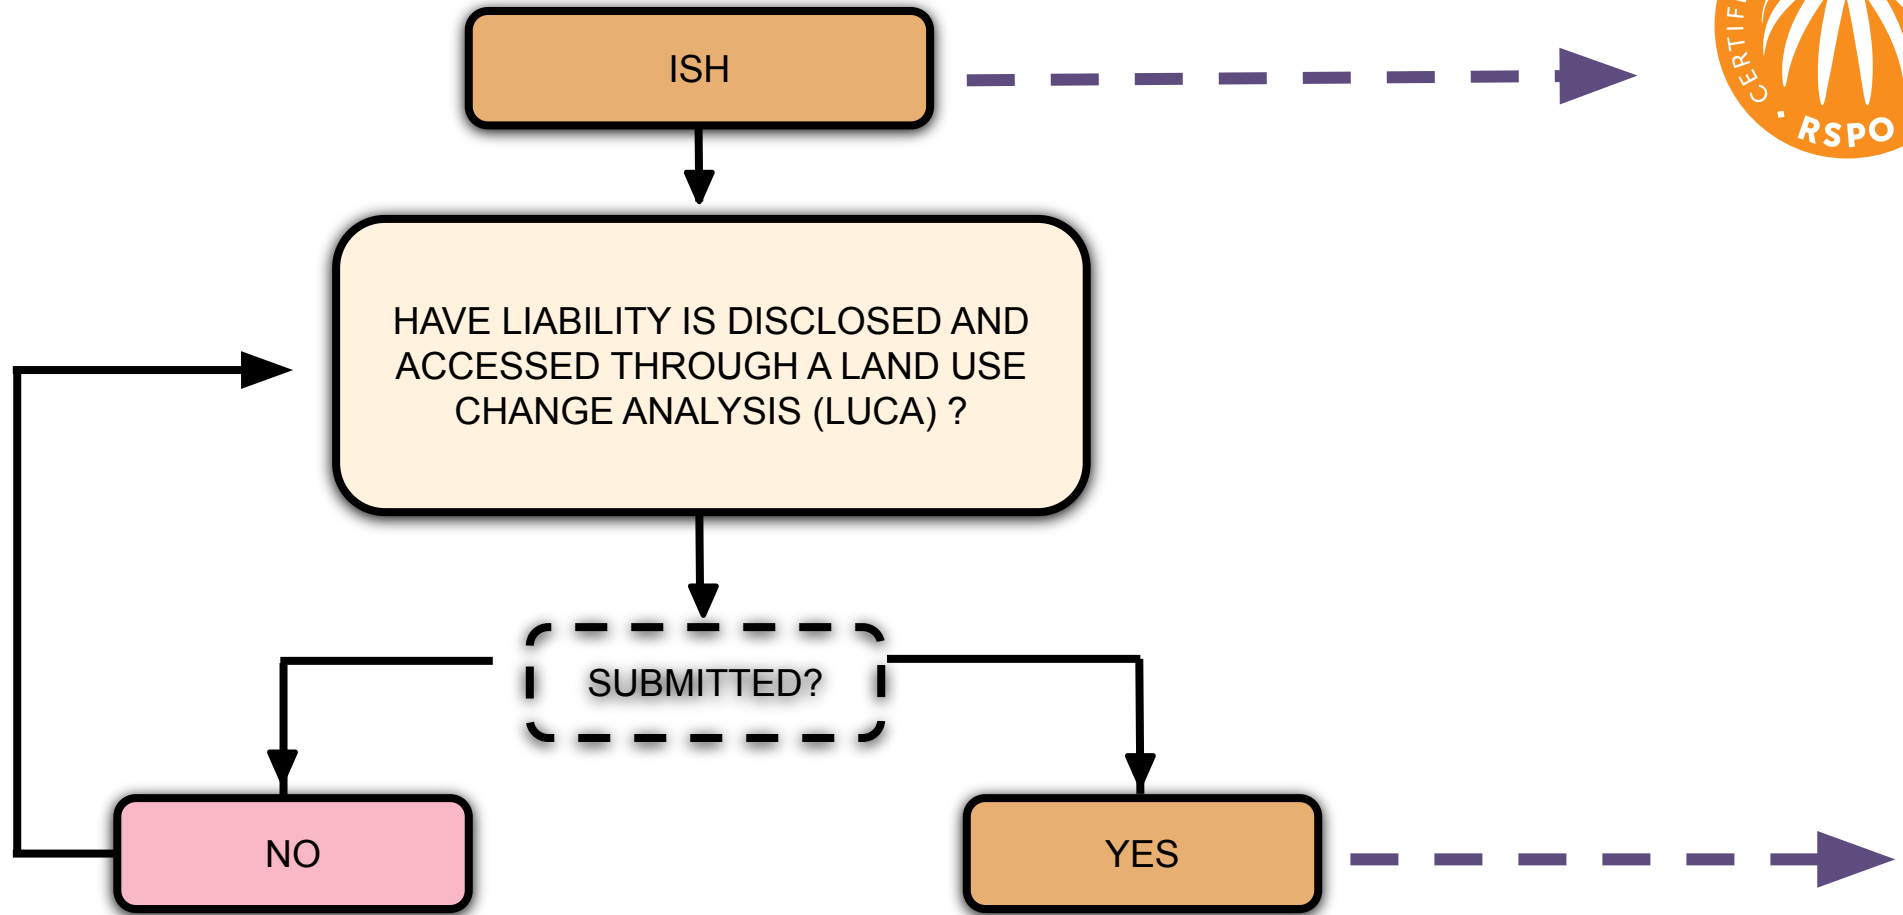 ISH
RSPO
HAVE LIABILITY IS DISCLOSED AND
ACCESSED THROUGH A LAND USE
CHANGE ANALYSIS (LUCA) ?
SUBMITTED?
NO
YES